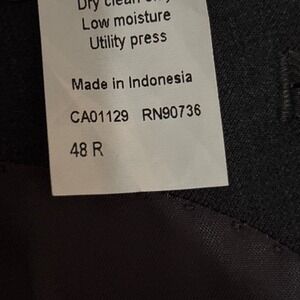 Dry clean only
Low moisture
Utility press
Made in Indonesia
CA01129 RN90736
48 R